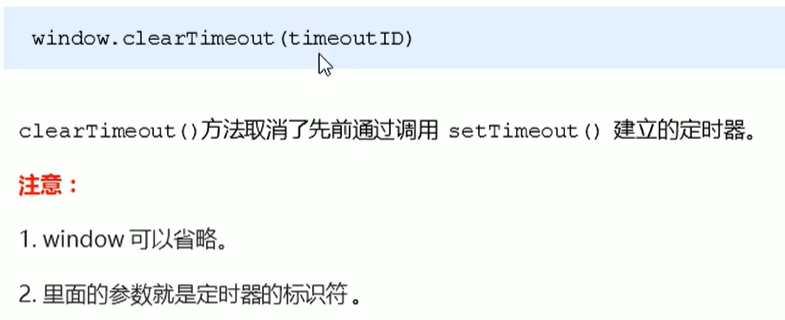 window.clearTimeout(timeoutID)
clearTimeout()方法取消了先前通过调用 setTimeout() 建立的定时器。
注意：
1. window 可以省略。
2. 里面的参数就是定时器的标识符 。